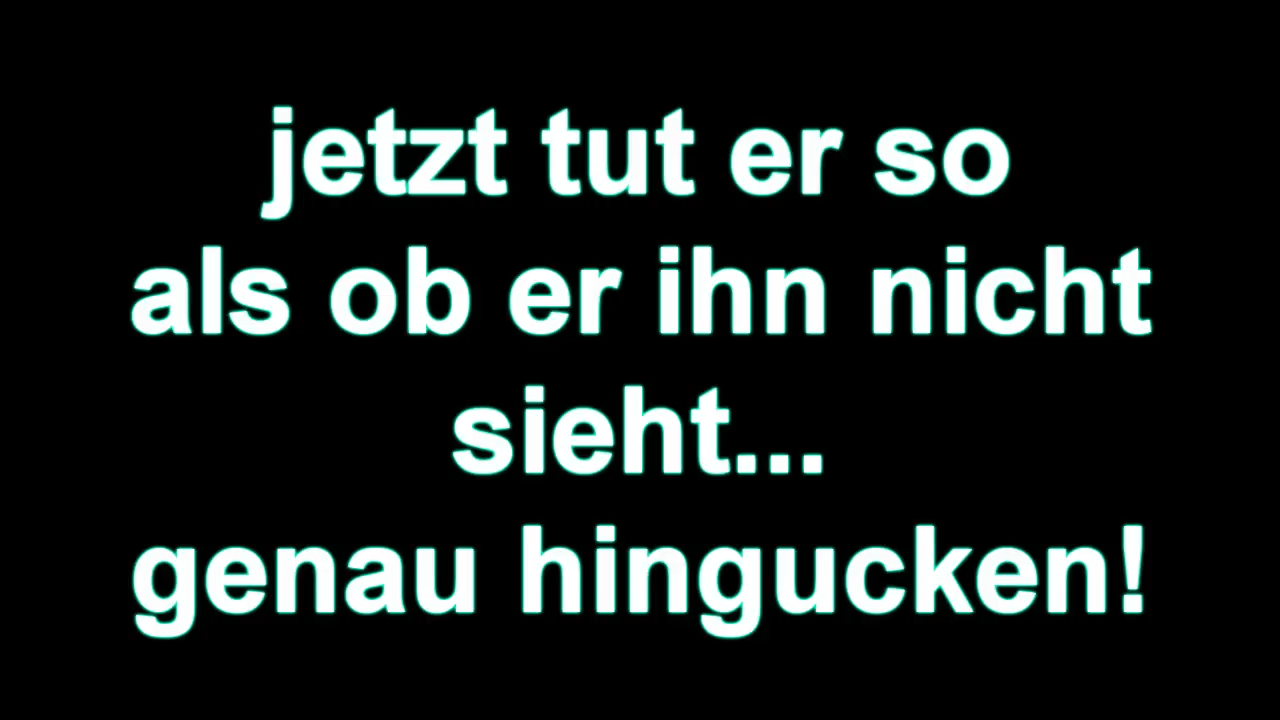 jetzt tut er so
als ob er ihn nicht
sieht...
genau hingucken!